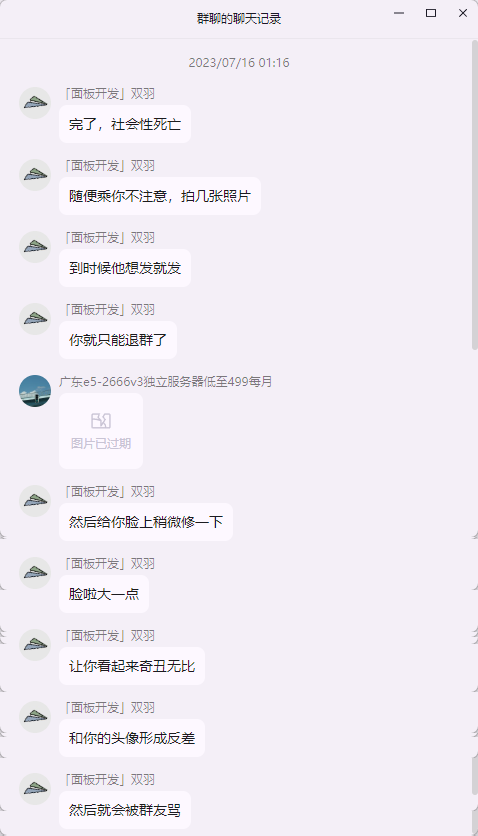 群聊的聊天记录
2023/07/16 01:16
「面板开发」双羽
完了，社会性死亡
「面板开发」双羽
随便乘你不注意，拍几张照片
「面板开发」双羽
到时候他想发就发
「面板开发」双羽
你就只能退群了
广东e5-2666v3独立服务器低至499每月
图片已过期
「面板开发」双羽
然后给你脸上稍微修一下
「面板开发」双羽
脸啦大一点
「面板开发」双羽
让你看起来奇丑无比
「面板开发」双羽
和你的头像形成反差
「面板开发」双羽
然后就会被群友骂